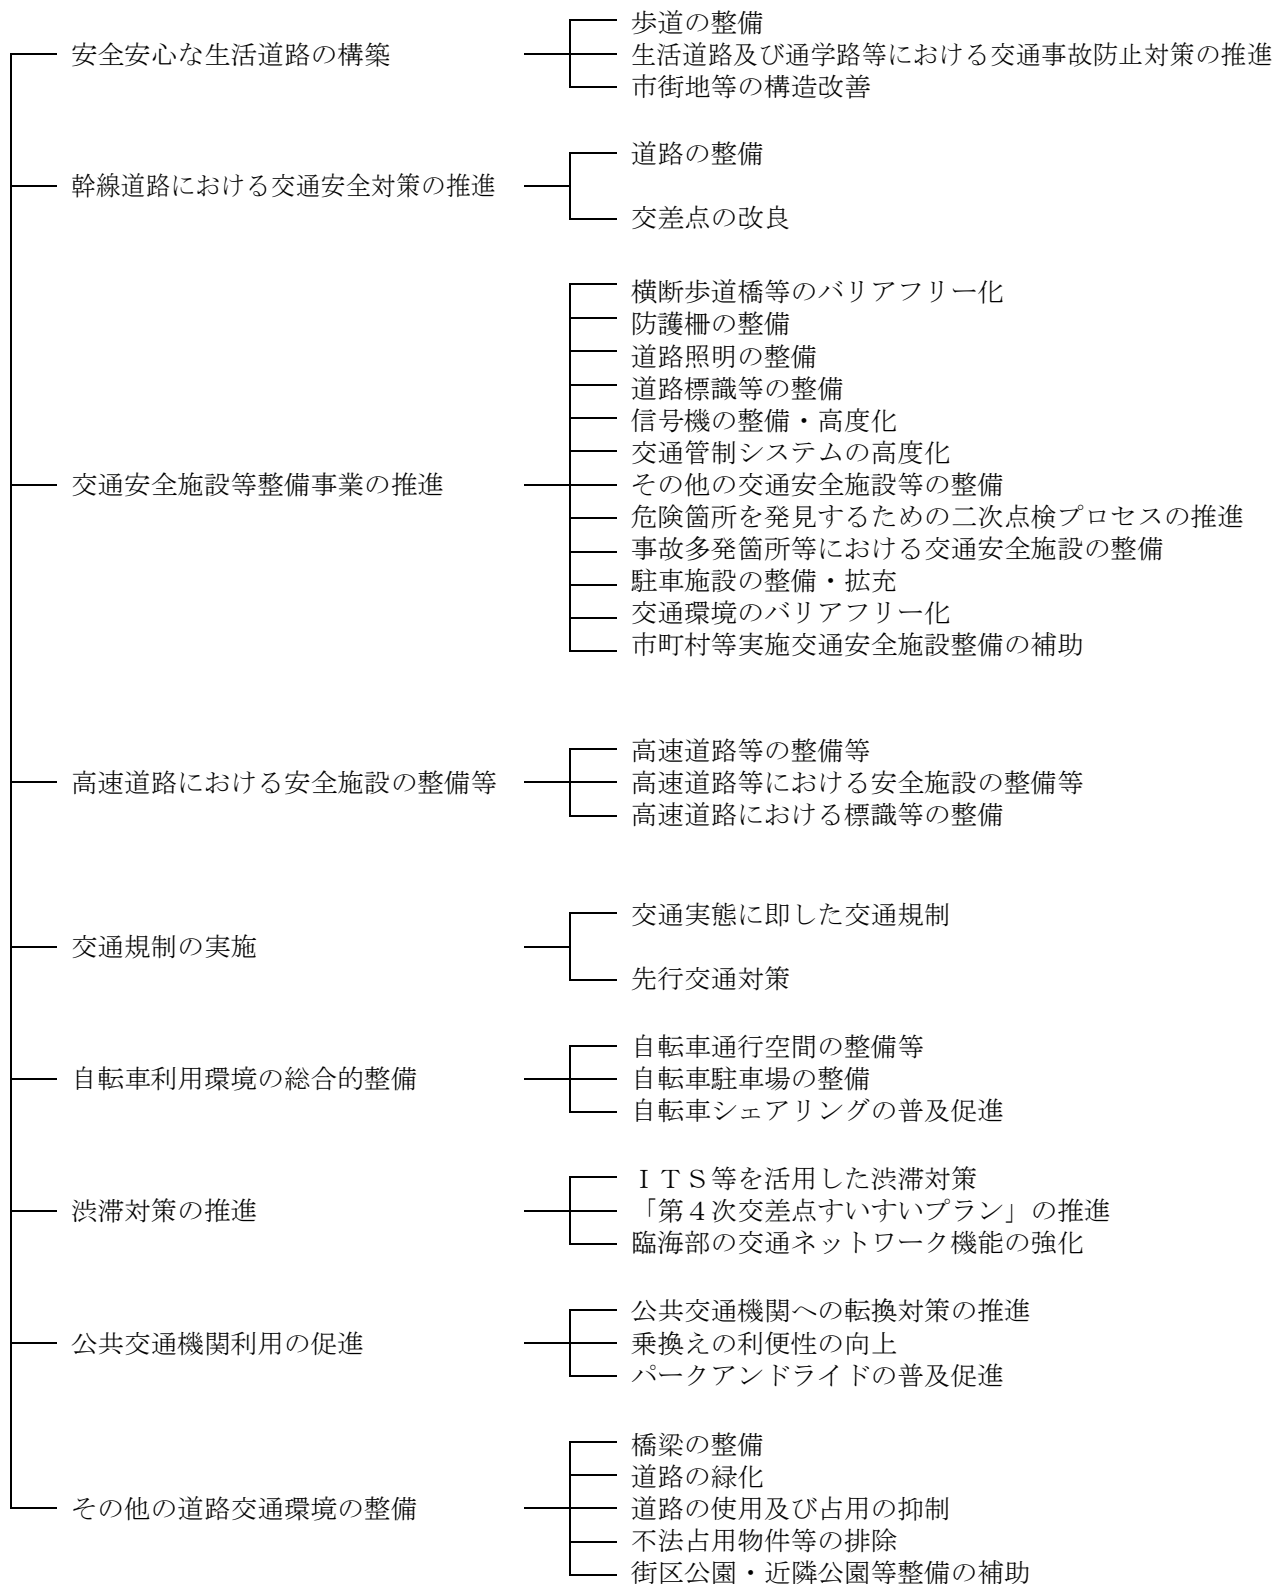 安全安心な生活道路の構築
歩道の整備
生活道路及び通学路等における交通事故防止対策の推進
市街地等の構造改善
幹線道路における交通安全対策の推進
道路の整備
交差点の改良
交通安全施設等整備事業の推進
横断歩道橋等のバリアフリー化
防護柵の整備
道路照明の整備
道路標識等の整備
信号機の整備・高度化
交通管制システムの高度化
その他の交通安全施設等の整備
危険箇所を発見するための二次点検プロセスの推進
事故多発箇所等における交通安全施設の整備
駐車施設の整備・拡充
交通環境のバリアフリー化
市町村等実施交通安全施設整備の補助
高速道路における安全施設の整備等
高速道路等の整備等
高速道路等における安全施設の整備等
高速道路における標識等の整備
交通規制の実施
交通実態に即した交通規制
先行交通対策
自転車利用環境の総合的整備
自転車通行空間の整備等
自転車駐車場の整備
自転車シェアリングの普及促進
渋滞対策の推進
ITS等を活用した渋滞対策
「第4次交差点すいすいプラン」の推進
臨海部の交通ネットワーク機能の強化
公共交通機関利用の促進
公共交通機関への転換対策の推進
乗換えの利便性の向上
パークアンドライドの普及促進
その他の道路交通環境の整備
橋梁の整備
道路の緑化
道路の使用及び占用の抑制
不法占用物件等の排除
街区公園・近隣公園等整備の補助